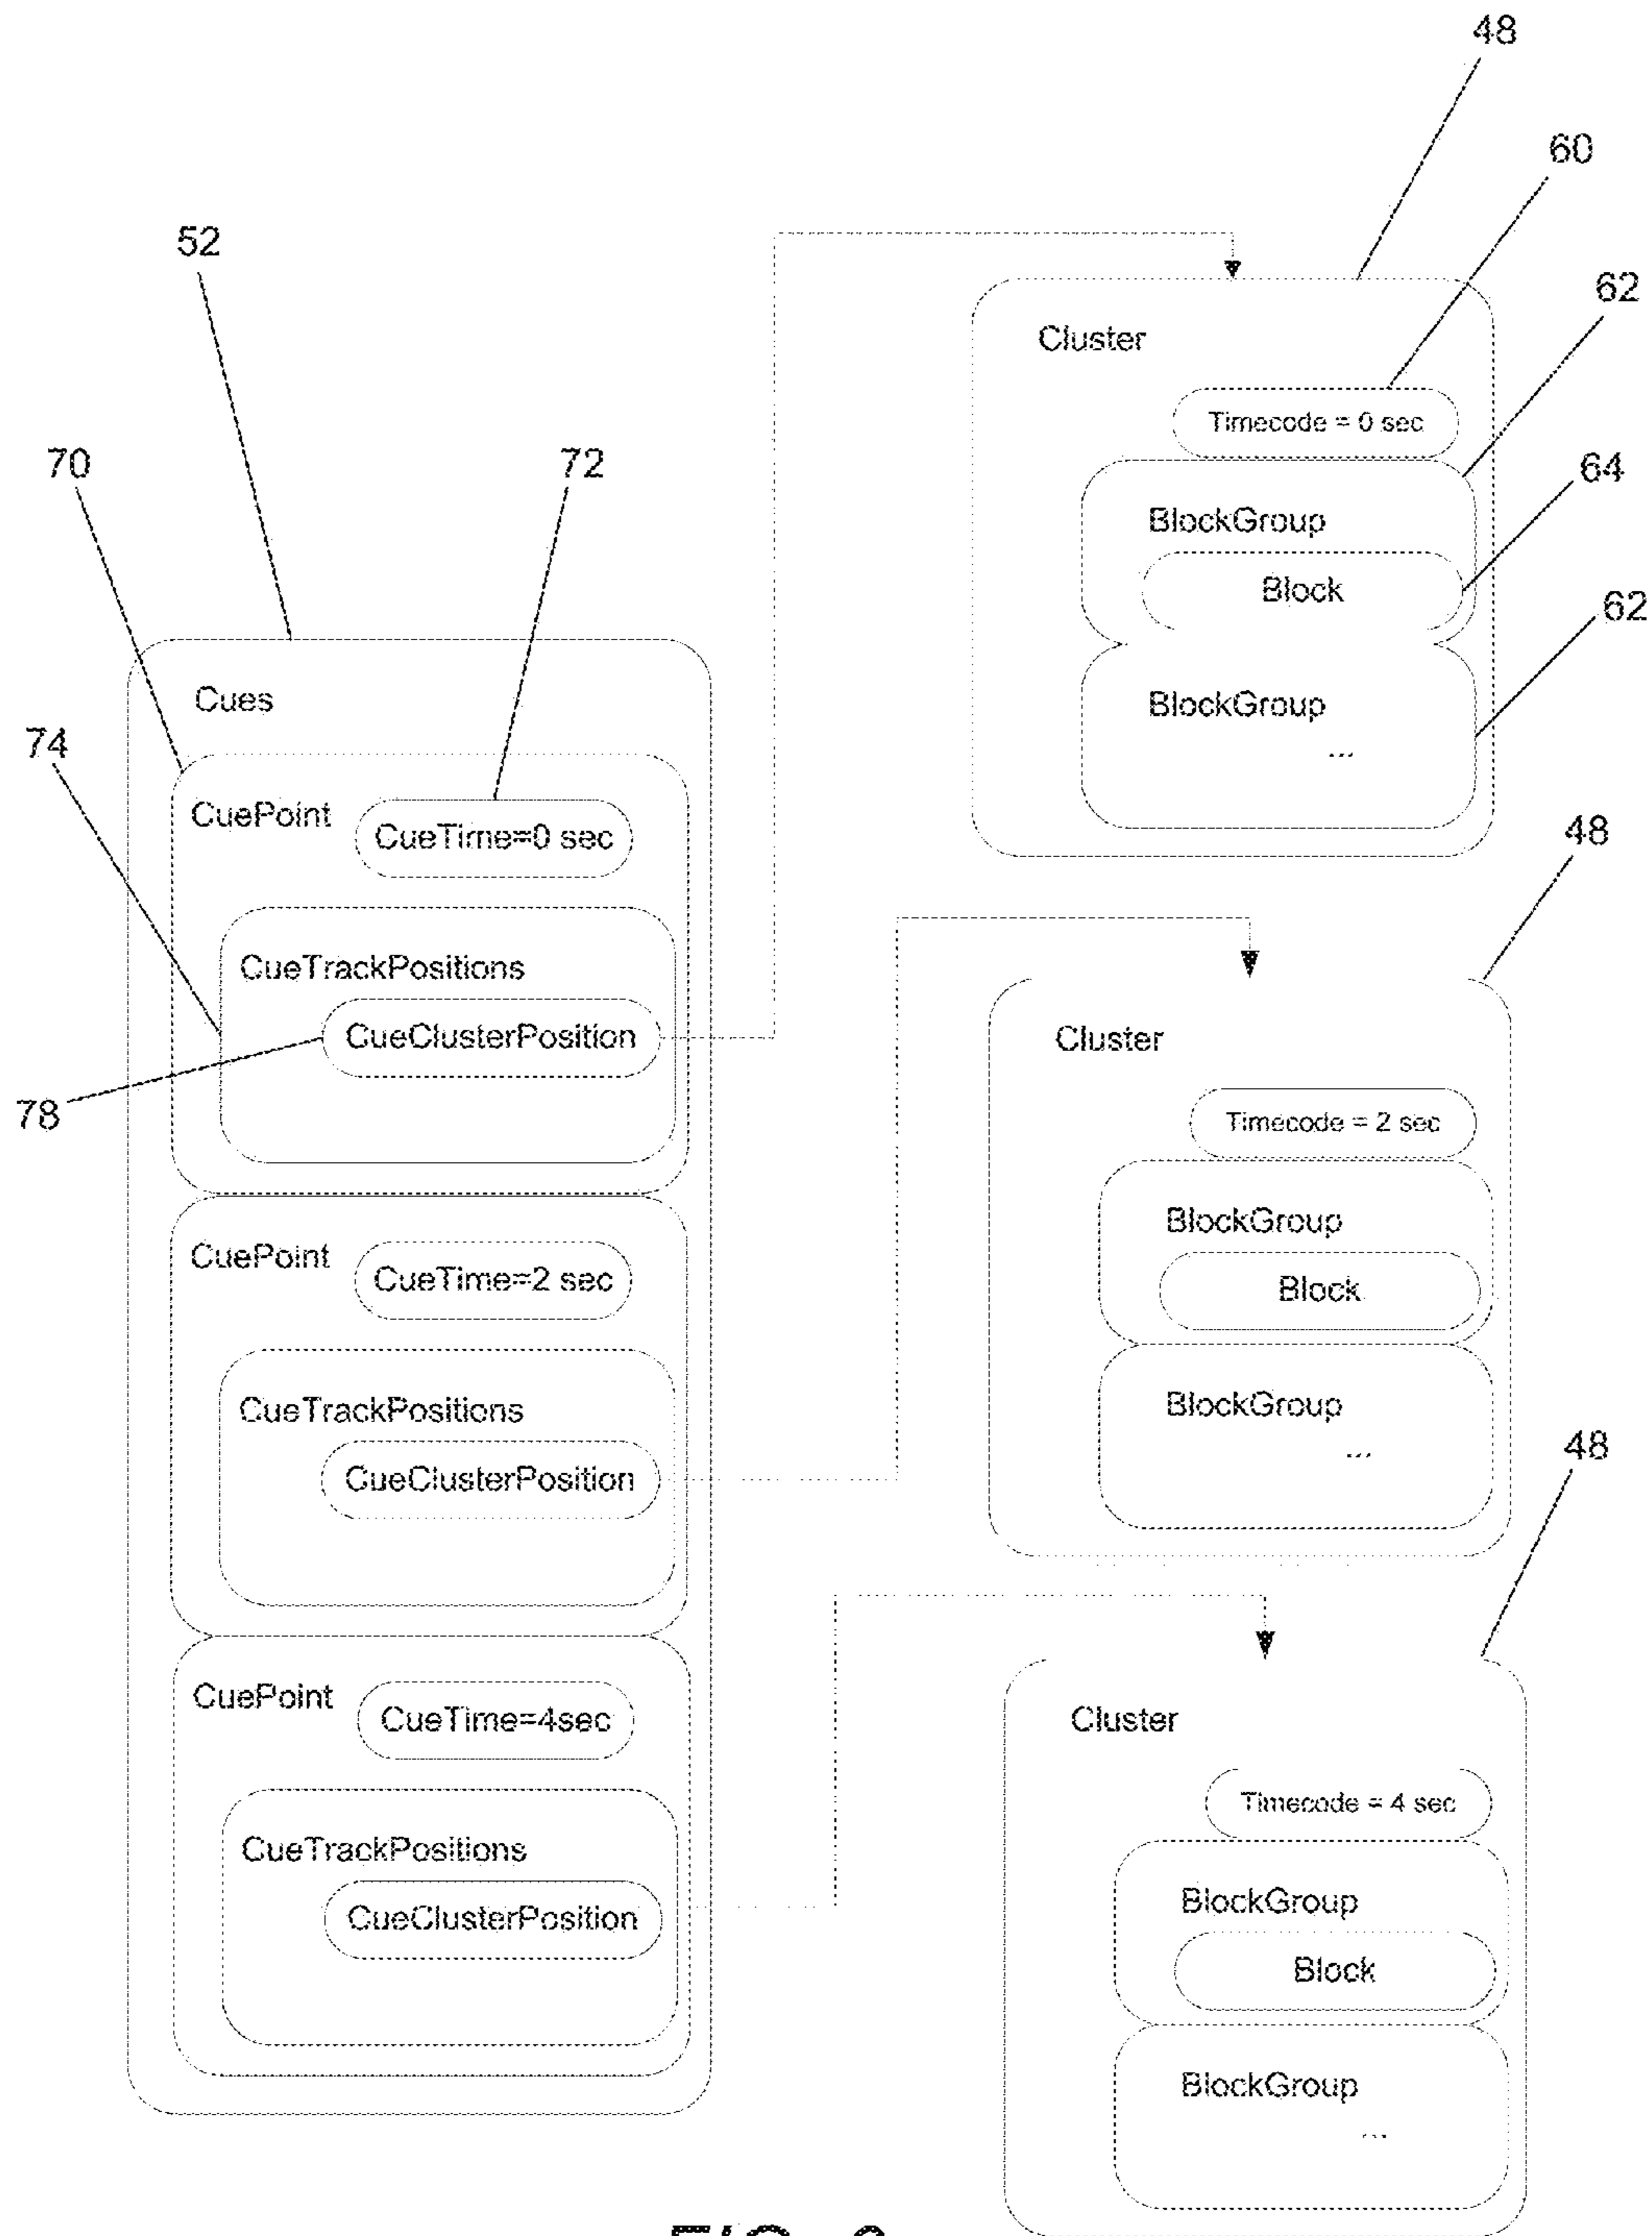 48
60
52
62
Cluster
Timecode = 0 sec
70
72
64
BlockGroup
Block
62
Cues
BlockGroup
...
74
CuePoint
CueTime=0 sec
48
CueTrackPositions
CueClusterPosition
Cluster
78
Timecode = 2 sec
BlockGroup
CuePoint
CueTime=2 sec
Block
CueTrackPositions
BlockGroup
...
48
CueClusterPosition
CuePoint
CueTime=4sec
Cluster
Timecode = 4 sec
CueTrackPositions
BlockGroup
CueClusterPosition
Block
BlockGroup
...